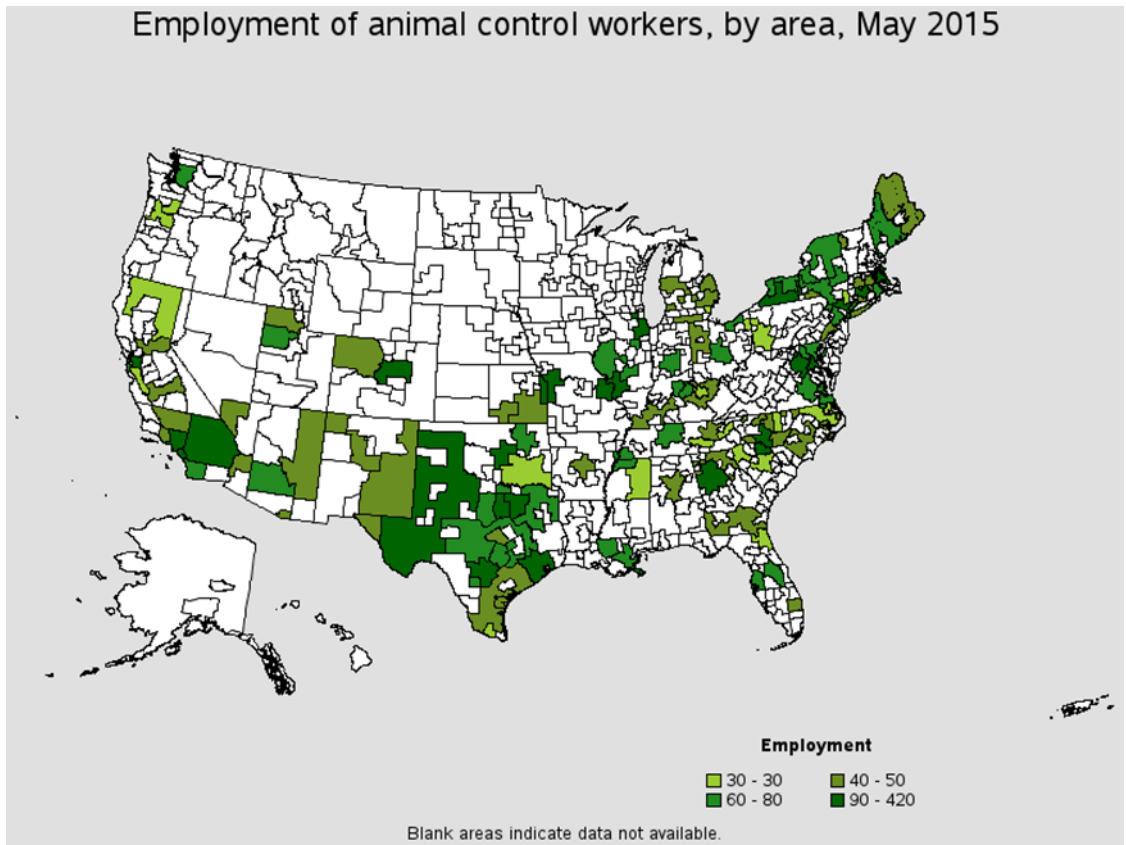 Employment of animal control workers, by area, May 2015
Employment
30 - 30 40 - 50
60 - 80 90 - 420
Blank areas indicate data not available.